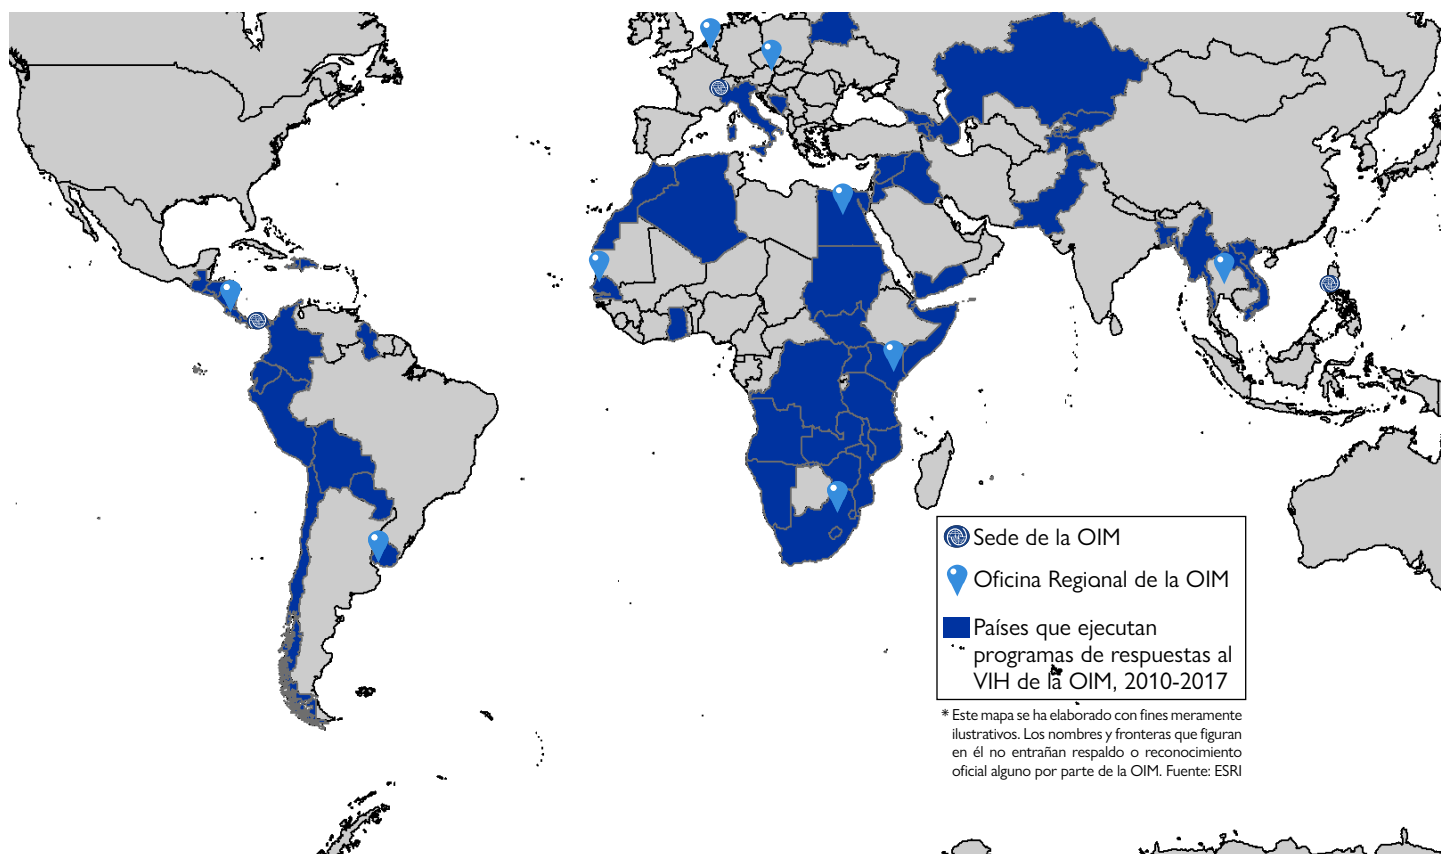 Sede de la OIM
Oficina Regional de la OIM
Países que ejecutan
programas de respuestas al
VIH de la OIM, 2010-2017
* Este mapa se ha elaborado con fines meramente
ilustrativos. Los nombres y fronteras que figuran
en él no entrañan respaldo o reconocimiento
oficial alguno por parte de la OIM. Fuente: ESRI